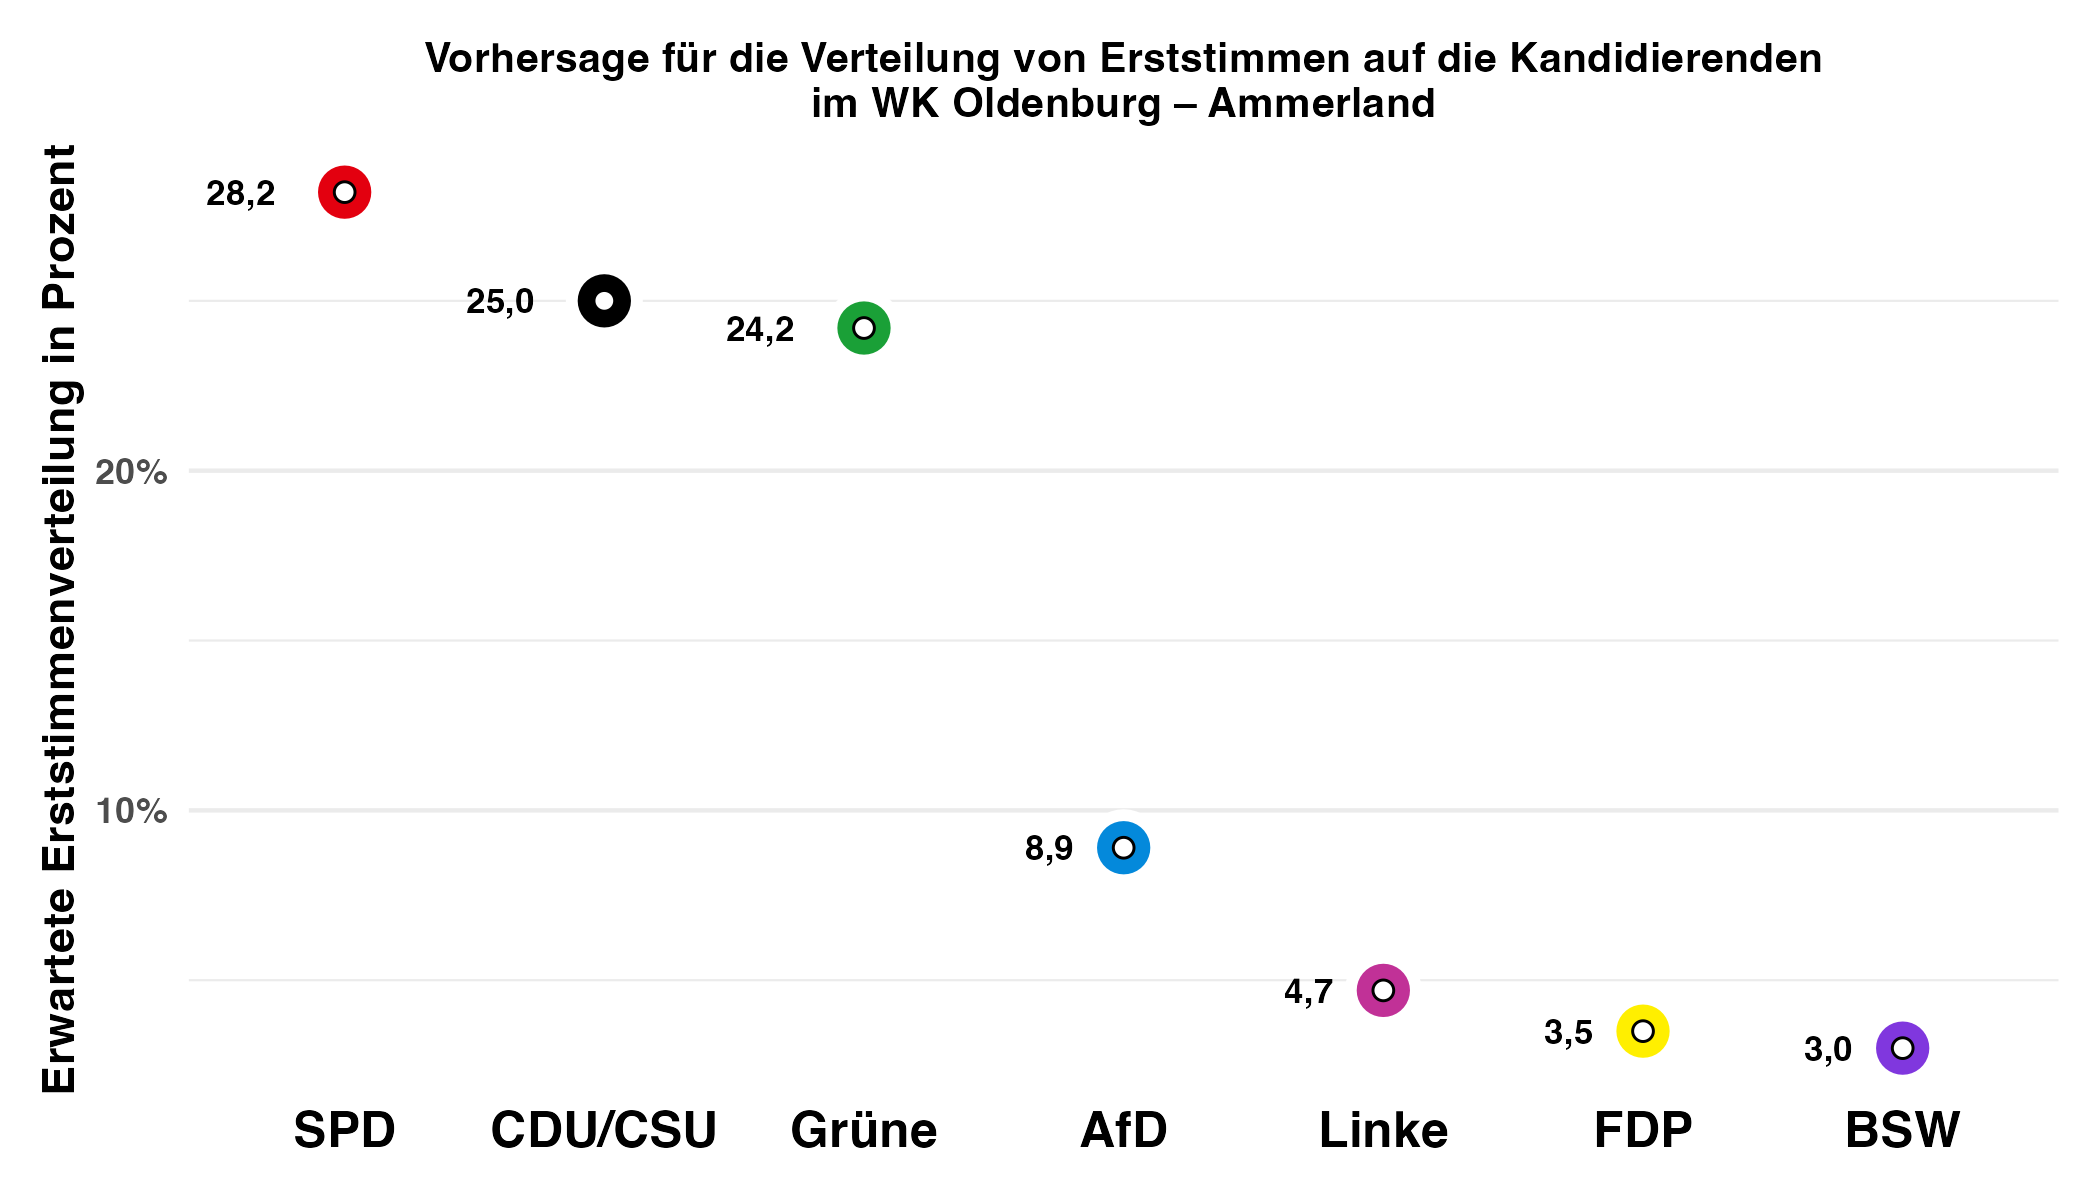 Vorhersage für die Verteilung von Erststimmen auf die Kandidierenden
im WK Oldenburg – Ammerland
Erwartete Erststimmenverteilung in Prozent
28,2
25,0
24,2
20%
10%
8,9
4,7
3,5
3,0
SPD CDU/CSU Grüne AfD Linke FDP BSW